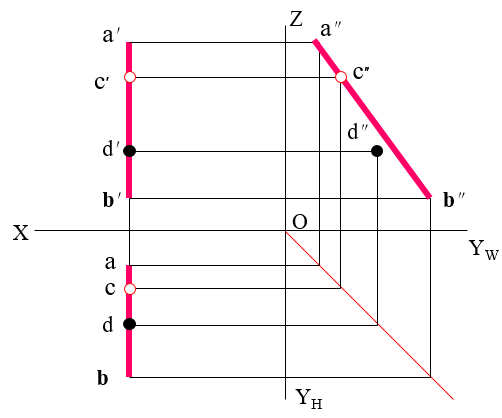 Z
a′
a″
c′
c″
d′
d″
b′
b″
O
X
Y_W
a
c
d
b
Y_H